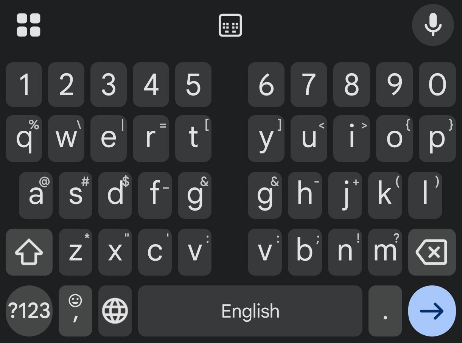 1 2 3 4 5 6 7 8 9 0
q% w\ e| r= t[ y] u< i> o{ p}
a@ s# d$ f- g& g& h- j+ k( l)
z* x" c' v: v: b; n! m? 
?123 , English .